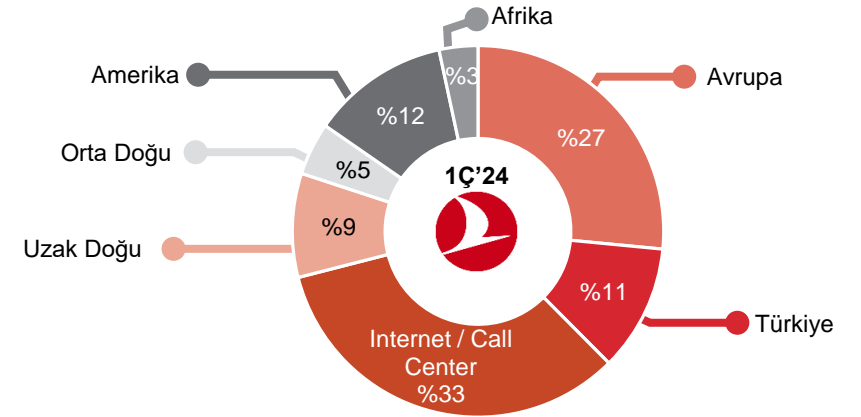 Afrika
%3
Amerika
Avrupa
%12
%27
Orta Doğu
%5
1Ç’24
%9
Uzak Doğu
%11
Türkiye
Internet / Call
Center
%33